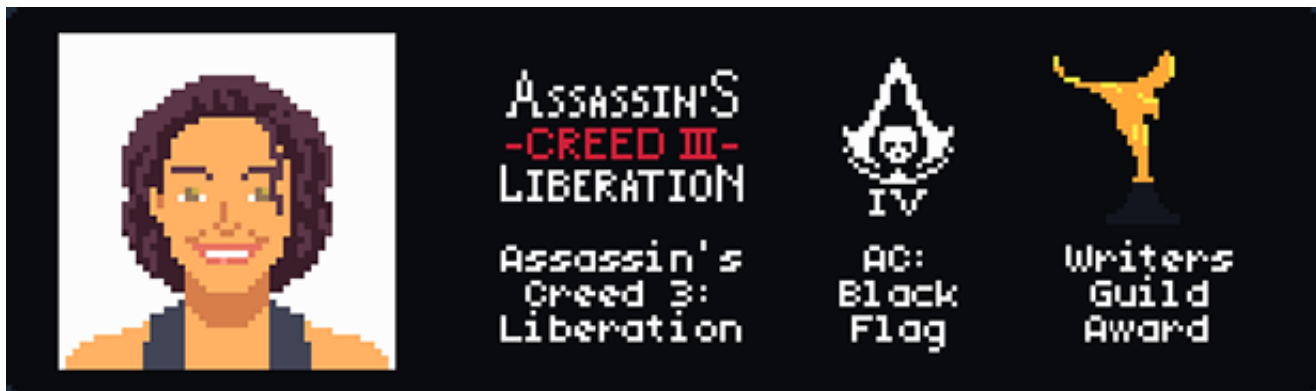 ASSASSIN'S
-CREED III-
LIBERATION
IV
Assassin's
Creed 3:
Liberation
AC:
Black
Flag
Writers
Guild
Award